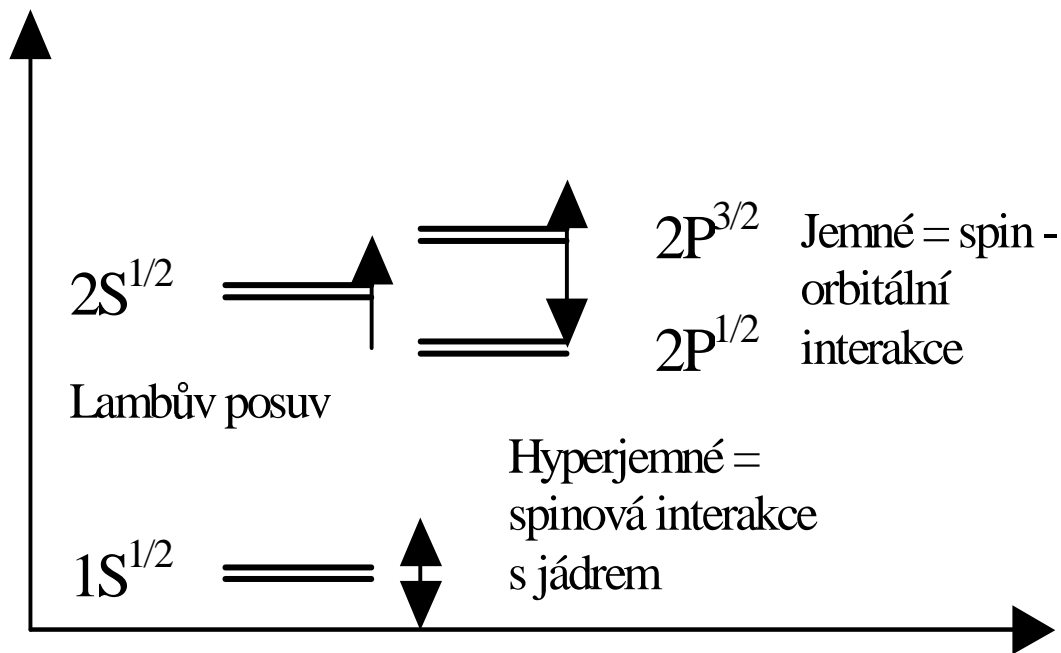 2P3/2
Jemné = spin –
2S1/2
orbitální
2P1/2
interakce
Lambův posuv
Hyperjemné =
spinová interakce
1S1/2
s jádrem